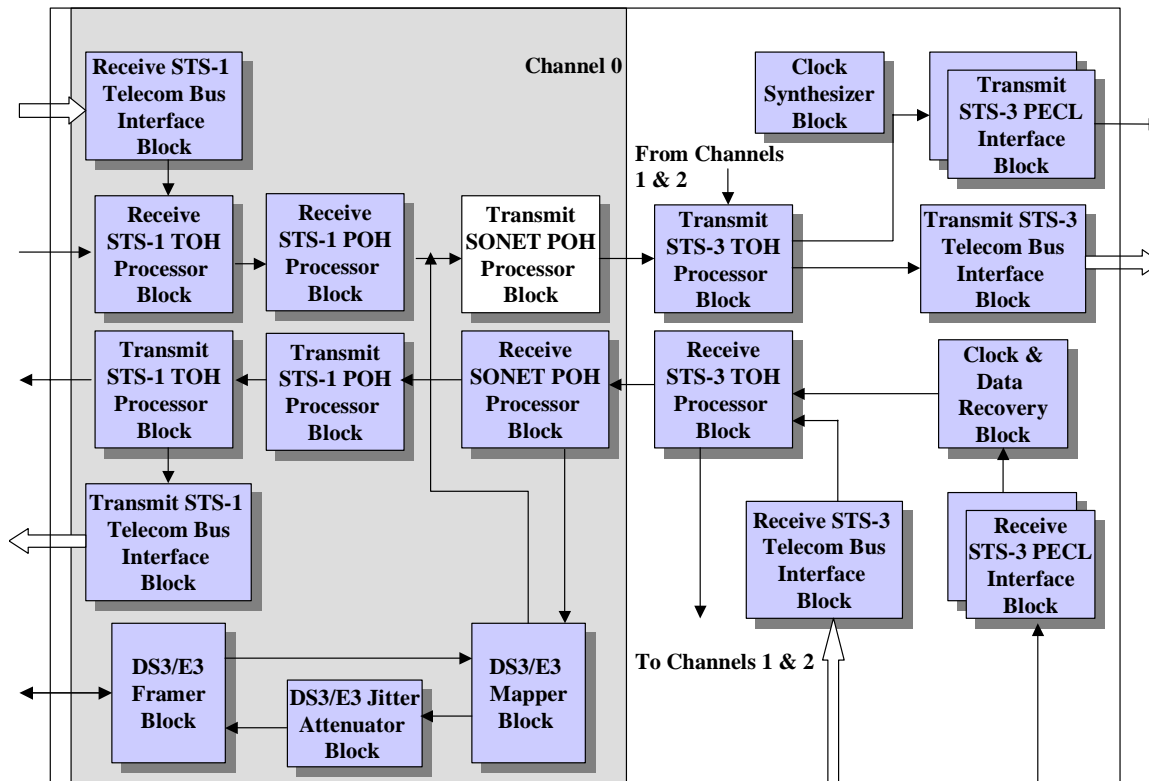 Receive STS-1
Telecom Bus
Interface
Block
Channel 0
Clock
Synthesizer
Block
Transmit
STS-3 PECL
Interface
Block
From Channels
1 & 2
Receive
STS-1 TOH
Processor
Block
Receive
STS-1 POH
Processor
Block
Transmit
SONET POH
Processor
Block
Transmit
STS-3 TOH
Processor
Block
Transmit STS-3
Telecom Bus
Interface
Block
Transmit
STS-1 TOH
Processor
Block
Transmit
STS-1 POH
Processor
Block
Receive
SONET POH
Processor
Block
Receive
STS-3 TOH
Processor
Block
Clock &
Data
Recovery
Block
Transmit STS-1
Telecom Bus
Interface
Block
Receive STS-3
Telecom Bus
Interface
Block
Receive
STS-3 PECL
Interface
Block
DS3/E3
Framer
Block
DS3/E3 Jitter
Attenuator
Block
DS3/E3
Mapper
Block
To Channels 1 & 2